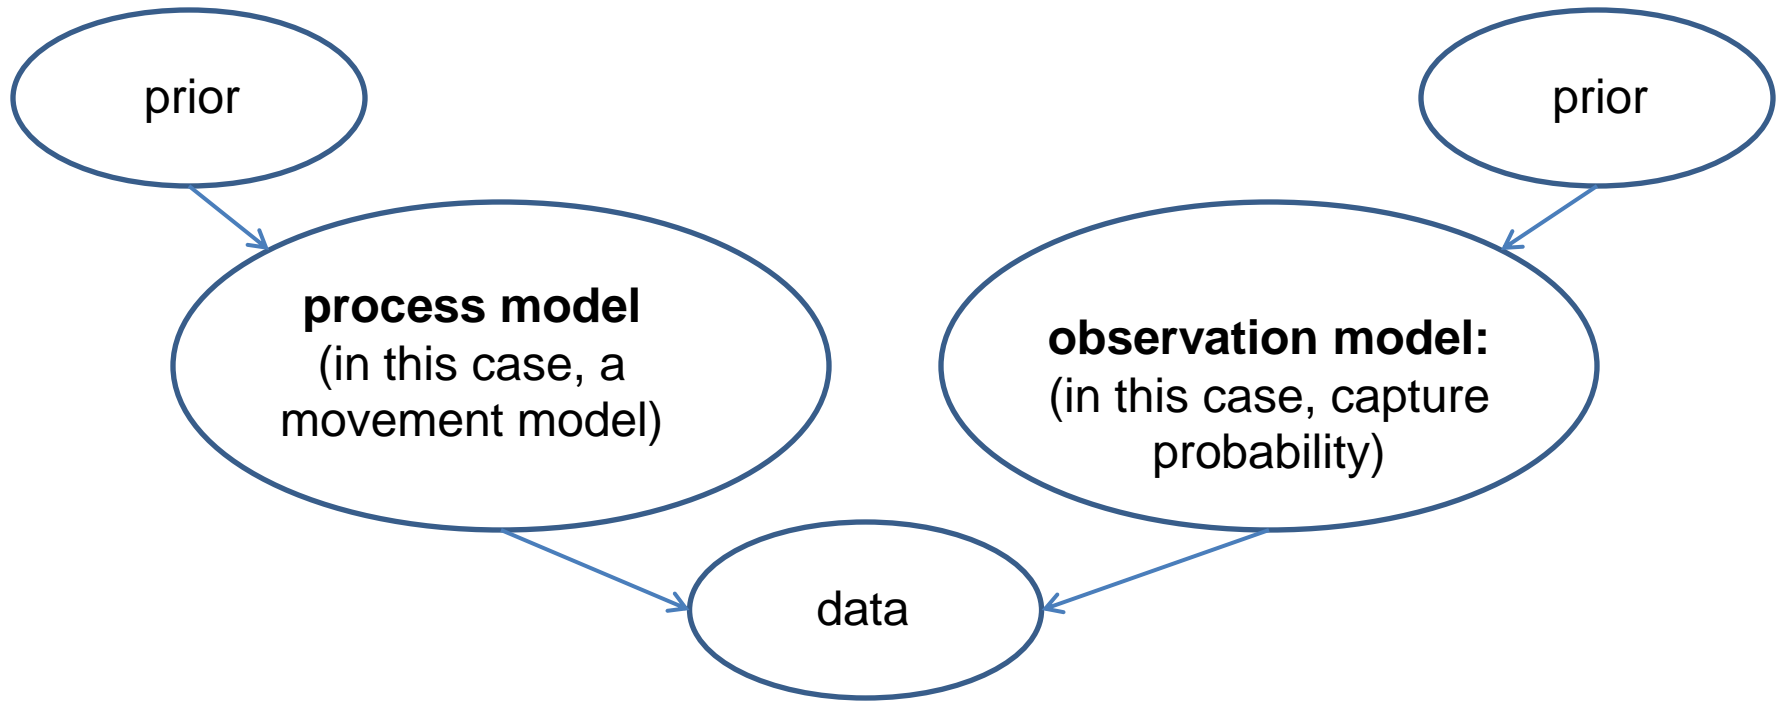 prior
prior
process model
(in this case, a
movement model)
observation model:
(in this case, capture
probability)
data